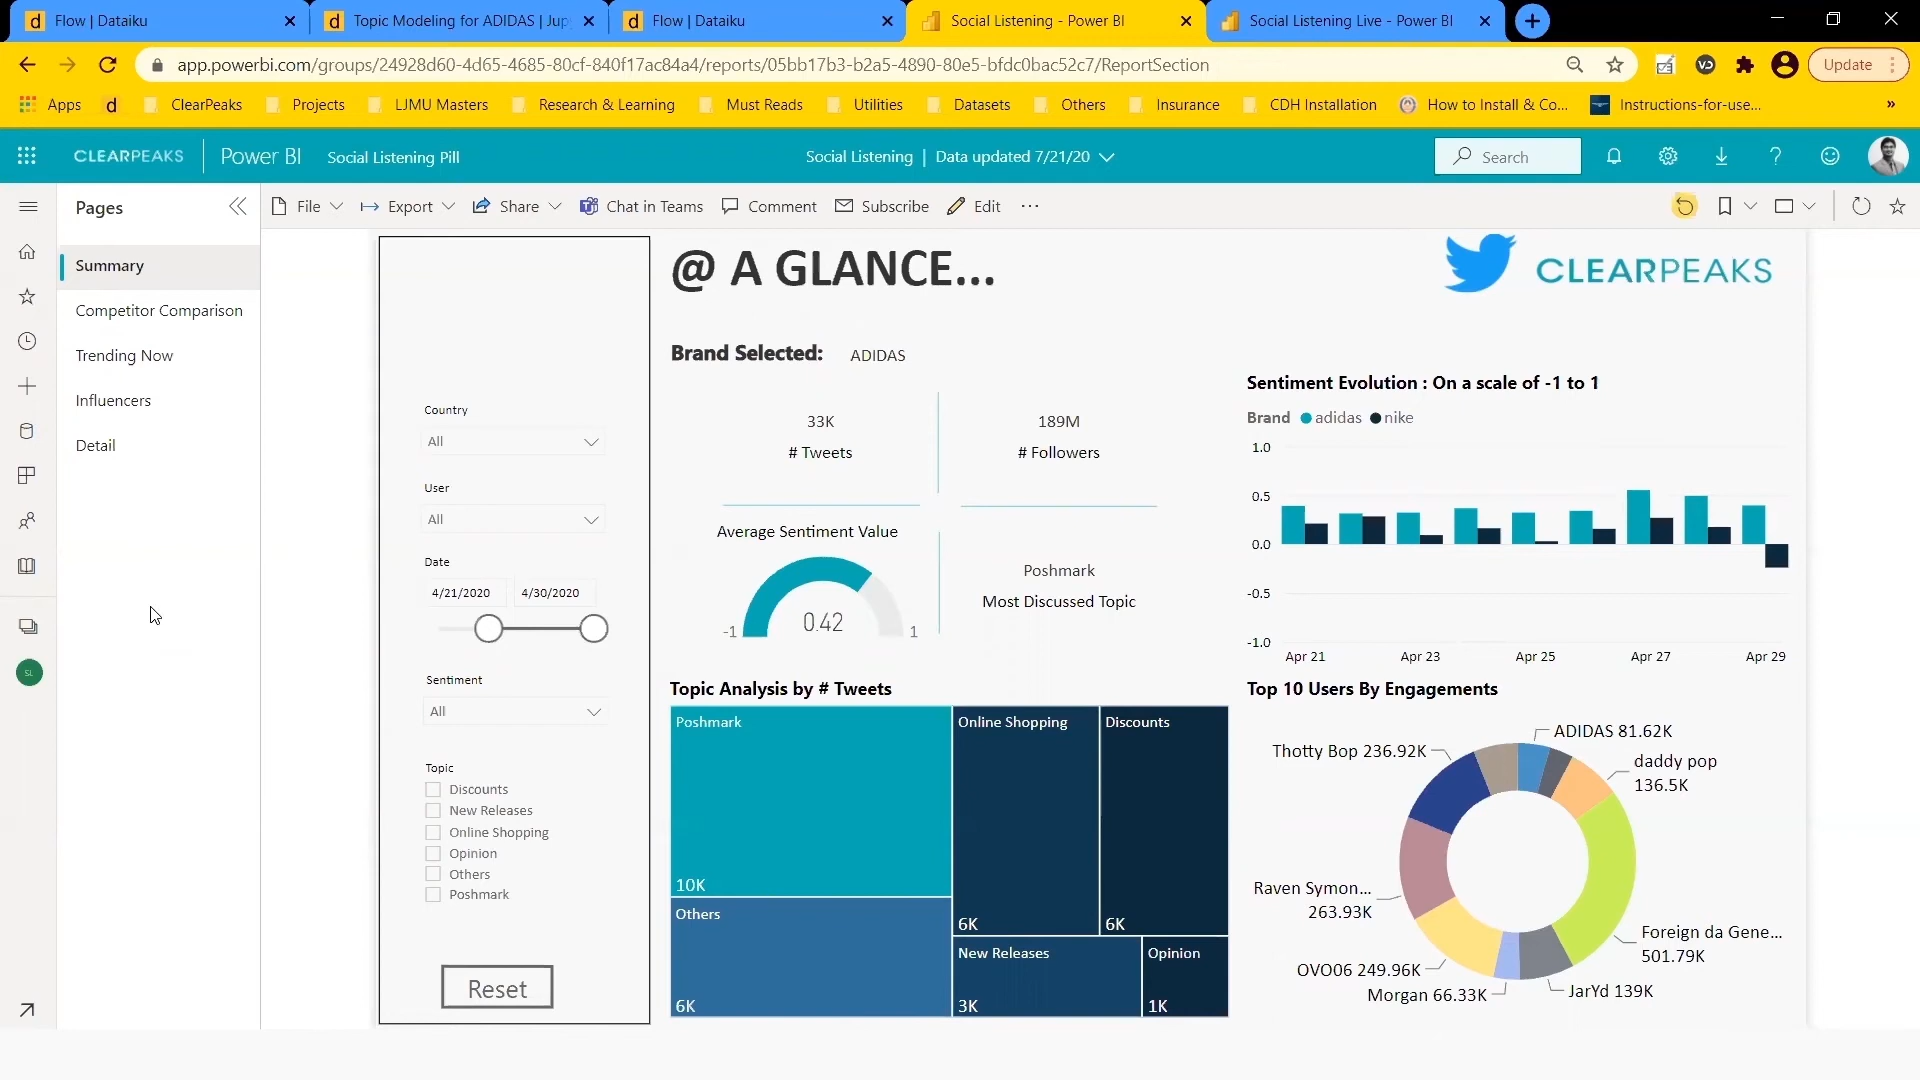 Flow | Dataiku
Topic Modeling for ADIDAS | Jup
Flow | Dataiku
Social Listening - Power BI
Social Listening Live - Power BI
app.powerbi.com/groups/24928d60-4d65-4685-80cf-840f17ac84a4/reports/05bb17b3-b2a5-4890-80e5-bfdc0bac52c7/ReportSection
Update
Apps
ClearPeaks
Projects
LJMU Masters
Research & Learning
Must Reads
Utilities
Datasets
Others
Insurance
CDH Installation
How to Install & Co...
Instructions-for-use...
CLEARPEAKS
Power BI
Social Listening Pill
Social Listening | Data updated 7/21/20
Search
Pages
File
Export
Share
Chat in Teams
Comment
Subscribe
Edit
Summary
Competitor Comparison
Trending Now
Influencers
Detail
SL
@ A GLANCE...
CLEARPEAKS
Brand Selected: ADIDAS
Country
All
User
All
Date
4/21/2020 4/30/2020
Sentiment
All
Topic
Discounts
New Releases
Online Shopping
Opinion
Others
Poshmark
Reset
33K
# Tweets
189M
# Followers
Average Sentiment Value
0.42
-1 1
Poshmark
Most Discussed Topic
Sentiment Evolution : On a scale of -1 to 1
Brand adidas nike
1.0
0.5
0.0
-0.5
-1.0
Apr 21 Apr 23 Apr 25 Apr 27 Apr 29
Topic Analysis by # Tweets
Poshmark
10K
Others
6K
Online Shopping
6K
Discounts
6K
New Releases
3K
Opinion
1K
Top 10 Users By Engagements
ADIDAS 81.62K
Thotty Bop 236.92K
daddy pop
136.5K
Raven Symon...
263.93K
Foreign da Gene...
501.79K
OVO06 249.96K
Morgan 66.33K
JarYd 139K